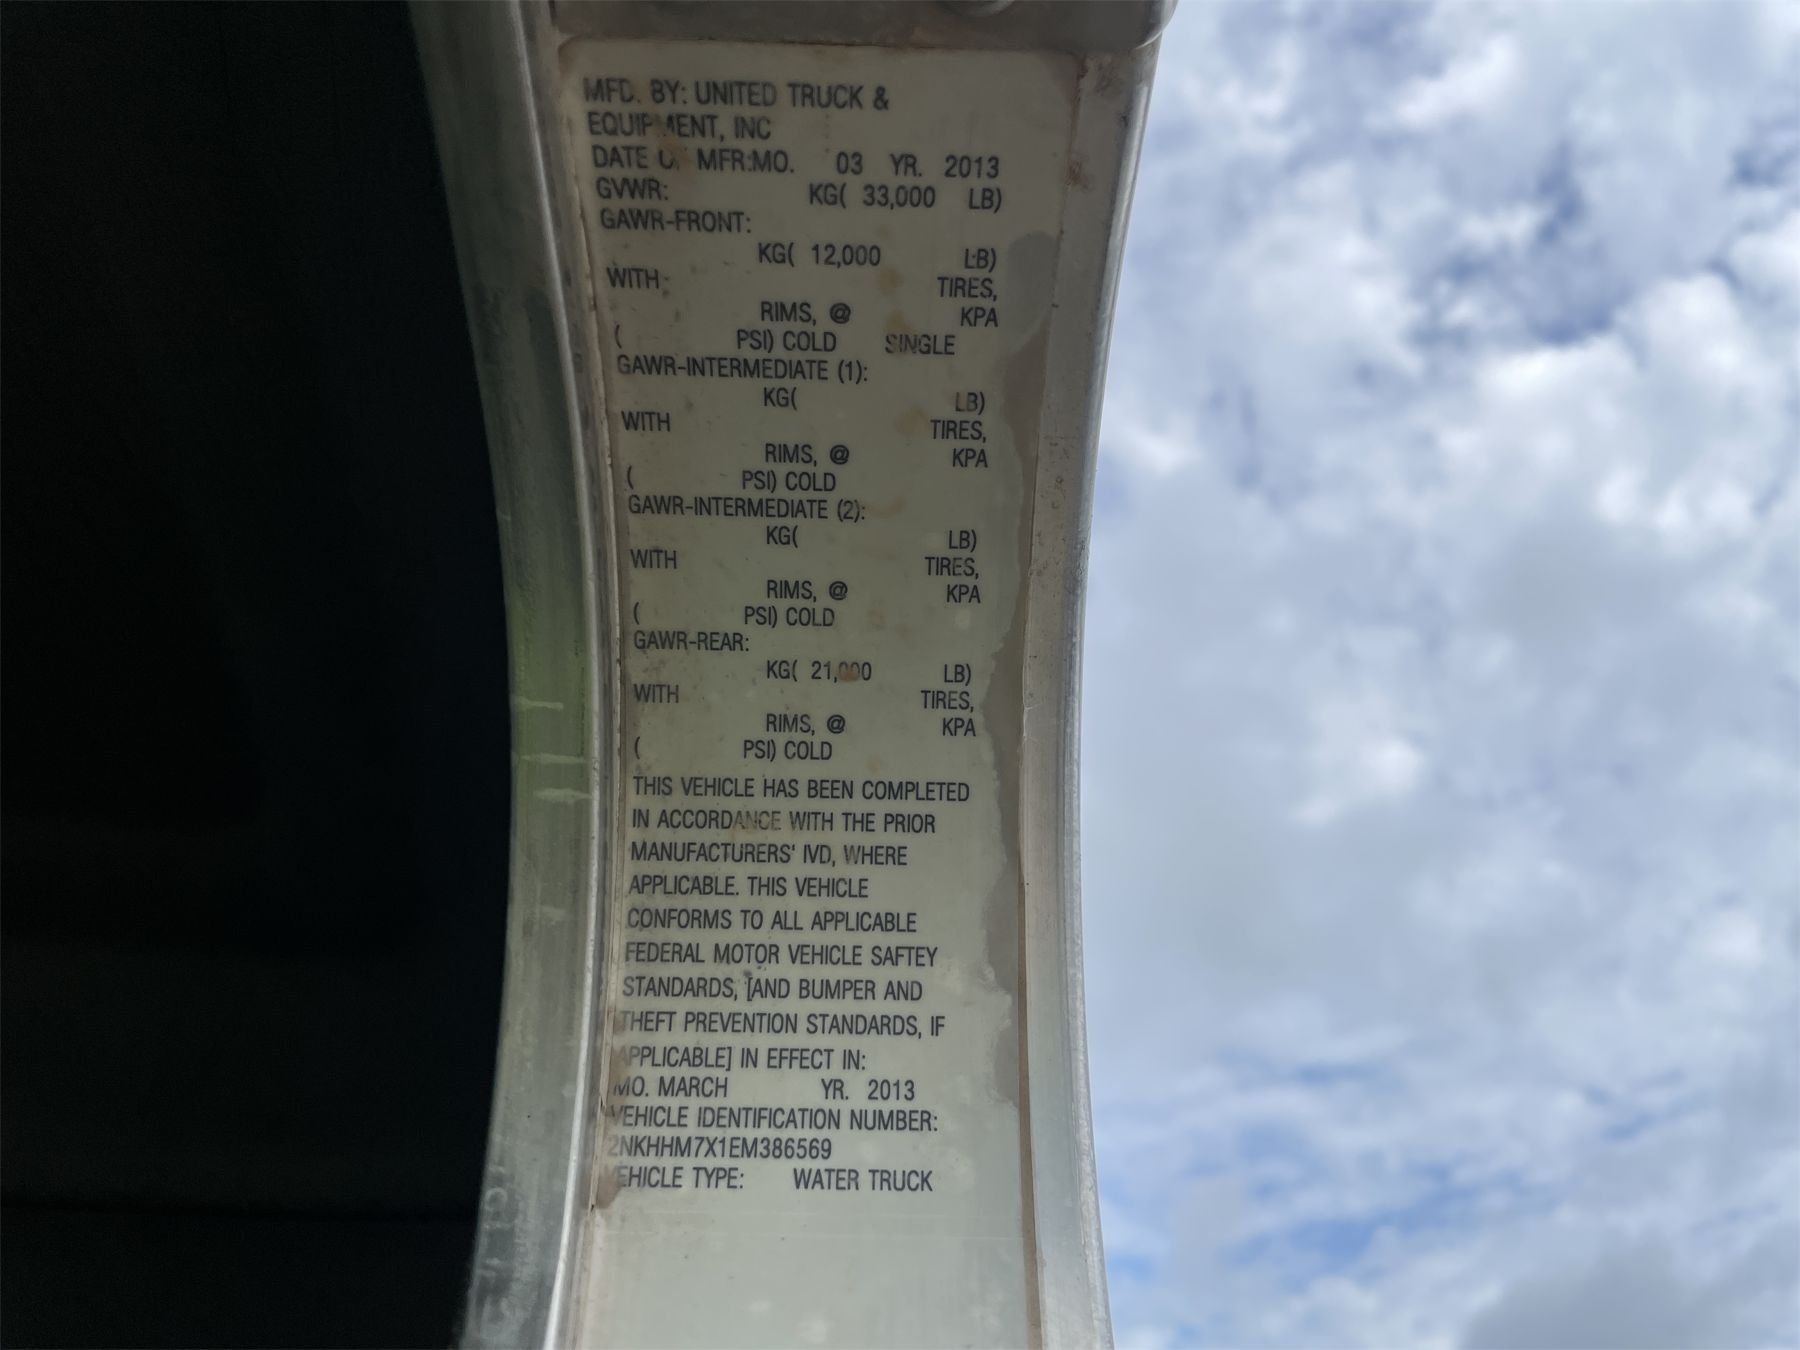 MFD. BY: UNITED TRUCK &
EQUIPMENT, INC
DATE OF MFR:MO. 03 YR. 2013
GVWR: KG( 33,000 LB)
GAWR-FRONT:
KG( 12,000 LB)
WITH TIRES,
RIMS, @ KPA
( PSI) COLD SINGLE
GAWR-INTERMEDIATE (1):
KG( LB)
WITH TIRES,
RIMS, @ KPA
( PSI) COLD
GAWR-INTERMEDIATE (2):
KG( LB)
WITH TIRES,
RIMS, @ KPA
( PSI) COLD
GAWR-REAR:
KG( 21,000 LB)
WITH TIRES,
RIMS, @ KPA
( PSI) COLD
THIS VEHICLE HAS BEEN COMPLETED
IN ACCORDANCE WITH THE PRIOR
MANUFACTURERS' IVD, WHERE
APPLICABLE. THIS VEHICLE
CONFORMS TO ALL APPLICABLE
FEDERAL MOTOR VEHICLE SAFTEY
STANDARDS, [AND BUMPER AND
THEFT PREVENTION STANDARDS, IF
APPLICABLE] IN EFFECT IN:
MO. MARCH YR. 2013
VEHICLE IDENTIFICATION NUMBER:
2NKHHM7X1EM386569
VEHICLE TYPE: WATER TRUCK